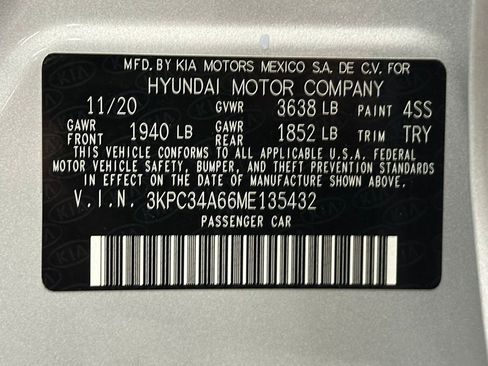 MFD. BY KIA MOTORS MEXICO S.A. DE C.V. FOR
HYUNDAI MOTOR COMPANY
11/20 GVWR 3638 LB PAINT 4SS
GAWR FRONT 1940 LB GAWR REAR 1852 LB TRIM TRY
THIS VEHICLE CONFORMS TO ALL APPLICABLE U.S.A. FEDERAL
MOTOR VEHICLE SAFETY, BUMPER, AND THEFT PREVENTION STANDARDS
IN EFFECT ON THE DATE OF MANUFACTURE SHOWN ABOVE.
V.I.N. 3KPC34A66ME135432
PASSENGER CAR